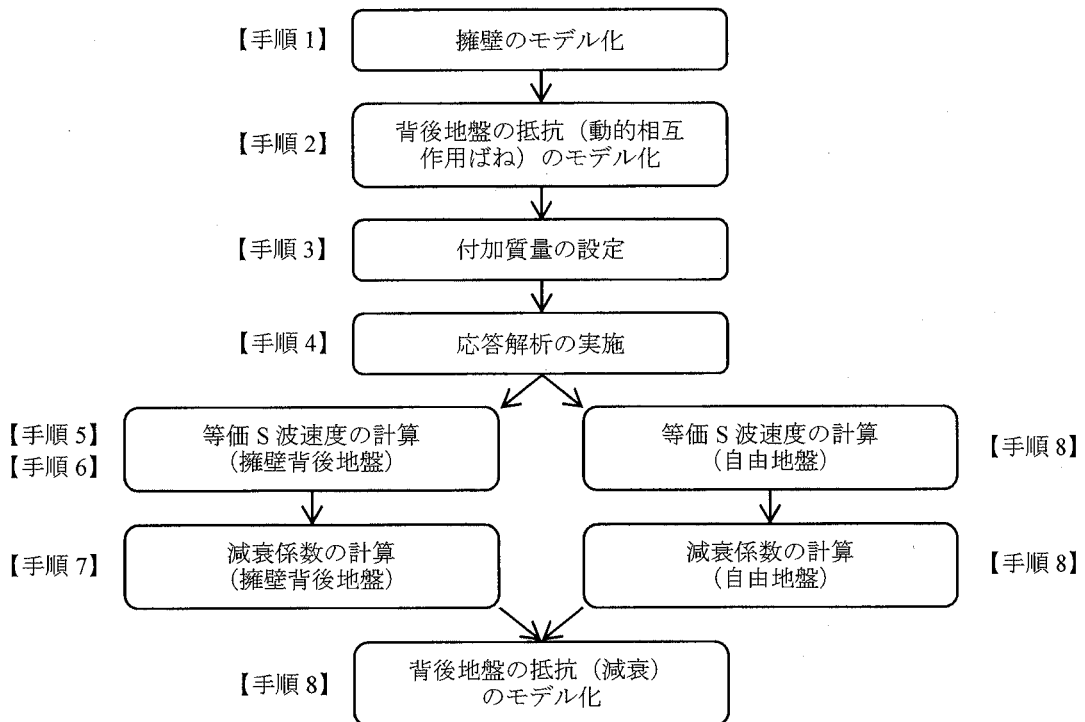 【手順 1】
擁壁のモデル化
【手順 2】
背後地盤の抵抗（動的相互
作用ばね）のモデル化
【手順 3】
付加質量の設定
【手順 4】
応答解析の実施
【手順 5】
【手順 6】
等価 S 波速度の計算
(擁壁背後地盤)
等価 S 波速度の計算
(自由地盤)
【手順 8】
【手順 7】
減衰係数の計算
(擁壁背後地盤)
減衰係数の計算
(自由地盤)
【手順 8】
【手順 8】
背後地盤の抵抗（減衰）
のモデル化